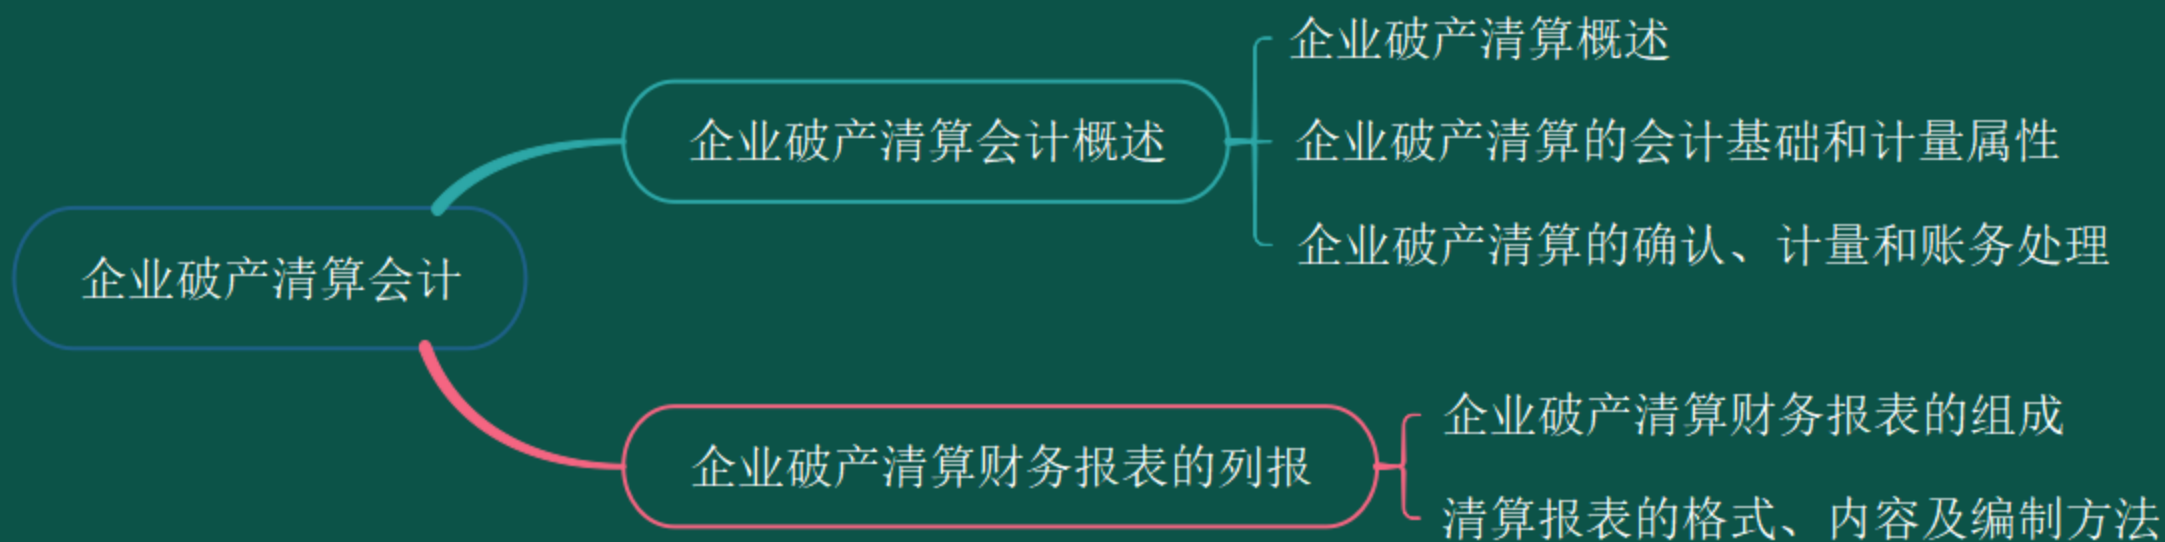 企业破产清算会计
企业破产清算会计概述
企业破产清算概述
企业破产清算的会计基础和计量属性
企业破产清算的确认、计量和账务处理
企业破产清算财务报表的列报
企业破产清算财务报表的组成
清算报表的格式、内容及编制方法